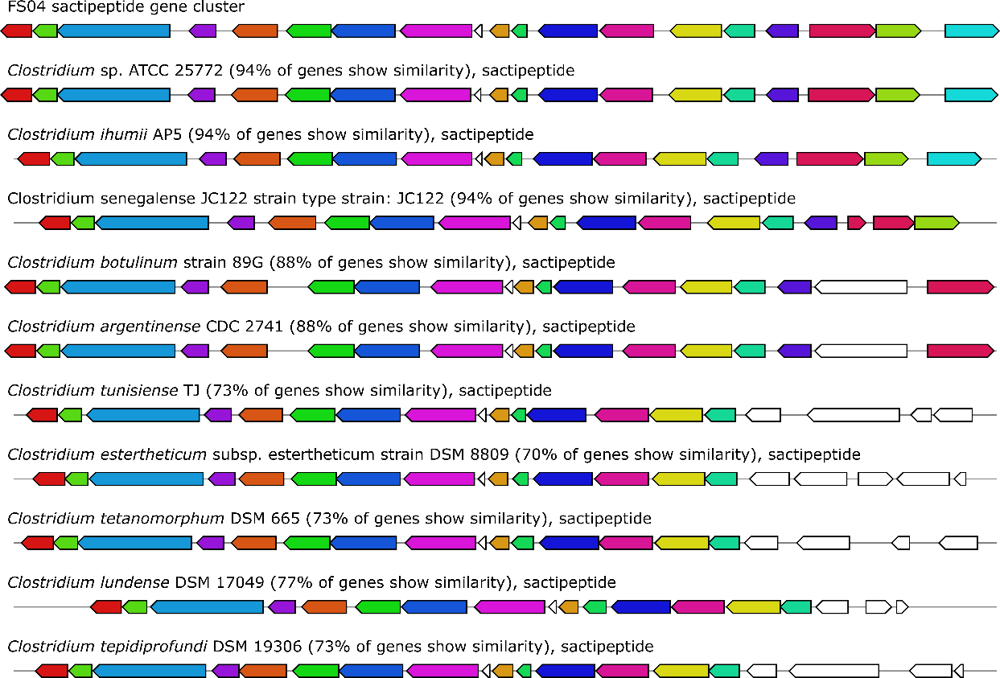 FS04 sactipeptide gene cluster
Clostridium sp. ATCC 25772 (94% of genes show similarity), sactipeptide
Clostridium ihumii AP5 (94% of genes show similarity), sactipeptide
Clostridium senegalense JC122 strain type strain: JC122 (94% of genes show similarity), sactipeptide
Clostridium botulinum strain 89G (88% of genes show similarity), sactipeptide
Clostridium argentinense CDC 2741 (88% of genes show similarity), sactipeptide
Clostridium tunisiense TJ (73% of genes show similarity), sactipeptide
Clostridium estertheticum subsp. estertheticum strain DSM 8809 (70% of genes show similarity), sactipeptide
Clostridium tetanomorphum DSM 665 (73% of genes show similarity), sactipeptide
Clostridium lundense DSM 17049 (77% of genes show similarity), sactipeptide
Clostridium tepidiprofundi DSM 19306 (73% of genes show similarity), sactipeptide